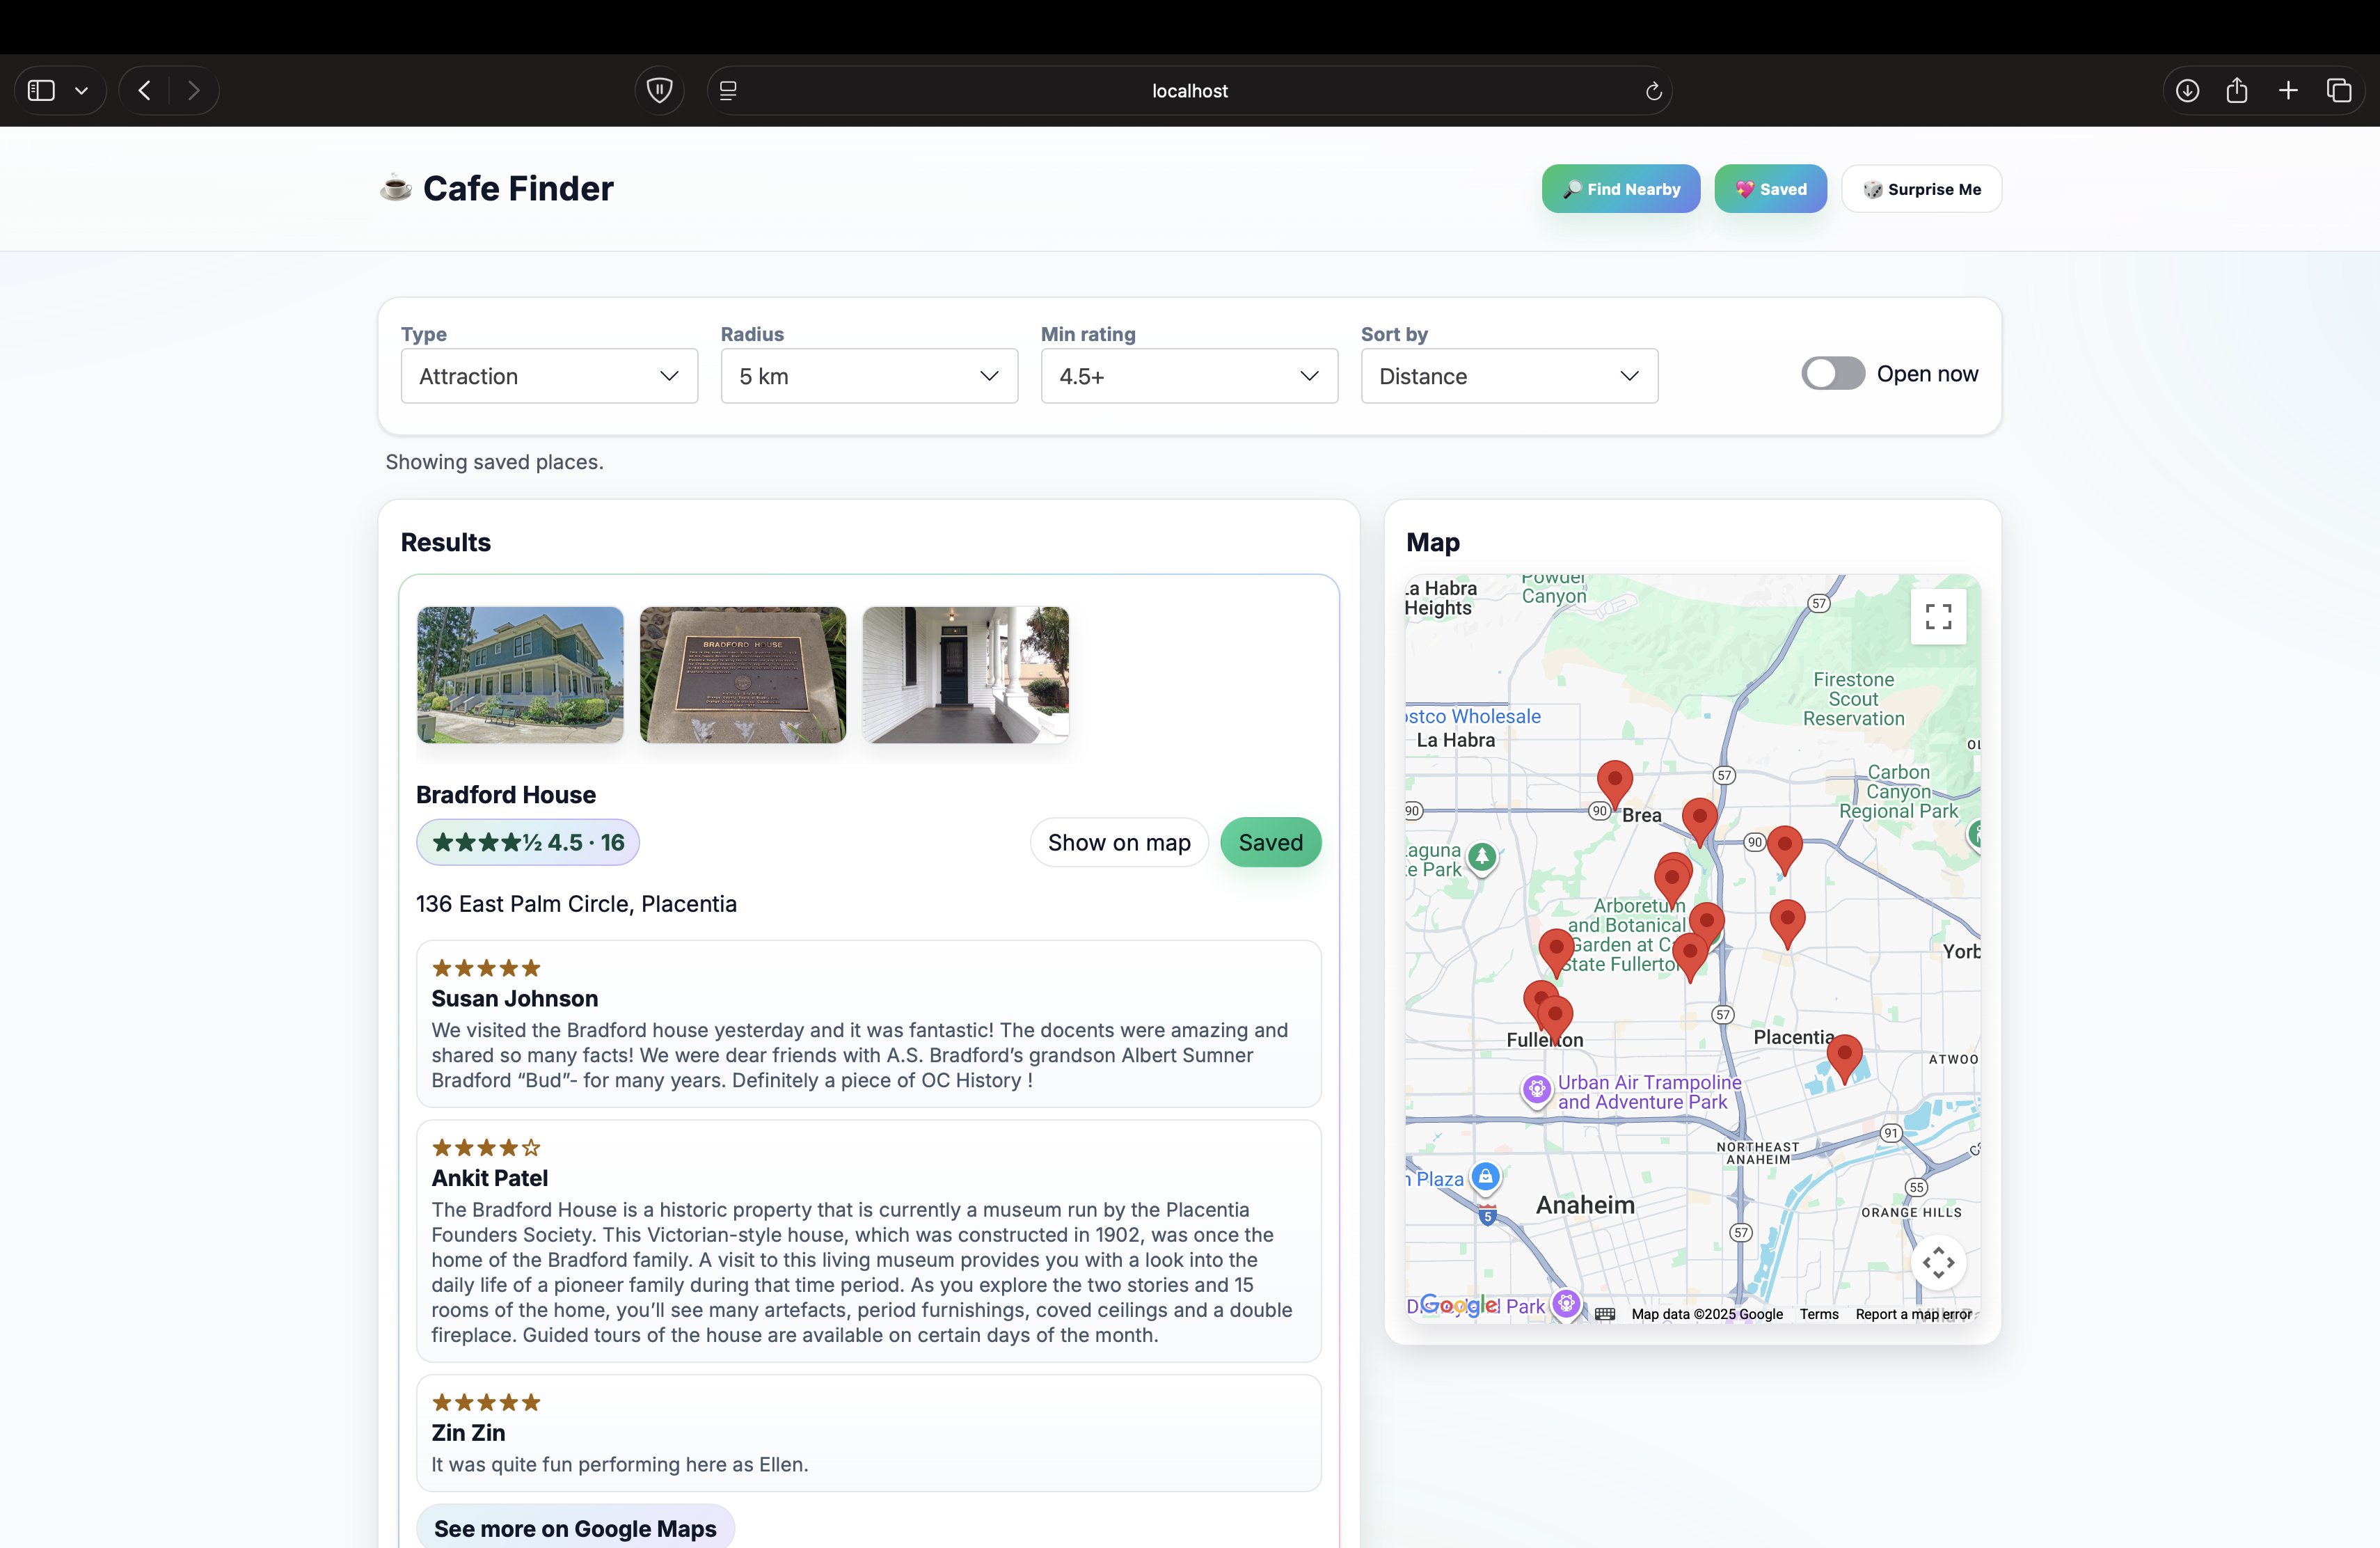 localhost
☕ Cafe Finder
🔎 Find Nearby
💖 Saved
🎲 Surprise Me
Type
Radius
Min rating
Sort by
Attraction
5 km
4.5+
Distance
Open now
Showing saved places.
Results
BRADFORD HOUSE
Bradford House
★★★★½ 4.5 · 16
Show on map
Saved
136 East Palm Circle, Placentia
★★★★★
Susan Johnson
We visited the Bradford house yesterday and it was fantastic! The docents were amazing and
shared so many facts! We were dear friends with A.S. Bradford’s grandson Albert Sumner
Bradford “Bud”- for many years. Definitely a piece of OC History !
★★★★☆
Ankit Patel
The Bradford House is a historic property that is currently a museum run by the Placentia
Founders Society. This Victorian-style house, which was constructed in 1902, was once the
home of the Bradford family. A visit to this living museum provides you with a look into the
daily life of a pioneer family during that time period. As you explore the two stories and 15
rooms of the home, you’ll see many artefacts, period furnishings, coved ceilings and a double
fireplace. Guided tours of the house are available on certain days of the month.
★★★★★
Zin Zin
It was quite fun performing here as Ellen.
See more on Google Maps
Map
La Habra
Heights
Powder
Canyon
57
Firestone
Scout
Reservation
ostco Wholesale
La Habra
OL
57
Carbon
Canyon
Regional Park
90
90
Brea
90
aguna
e Park
Arboretum
and Botanical
Garden at Ca
State Fullerton
Yorb
57
Fullerton
Placentia
ATWOO
Urban Air Trampoline
and Adventure Park
91
NORTHEAST
ANAHEIM
n Plaza
55
Anaheim
5
ORANGE HILLS
57
Park
Google
Map data ©2025 Google
Terms
Report a map error